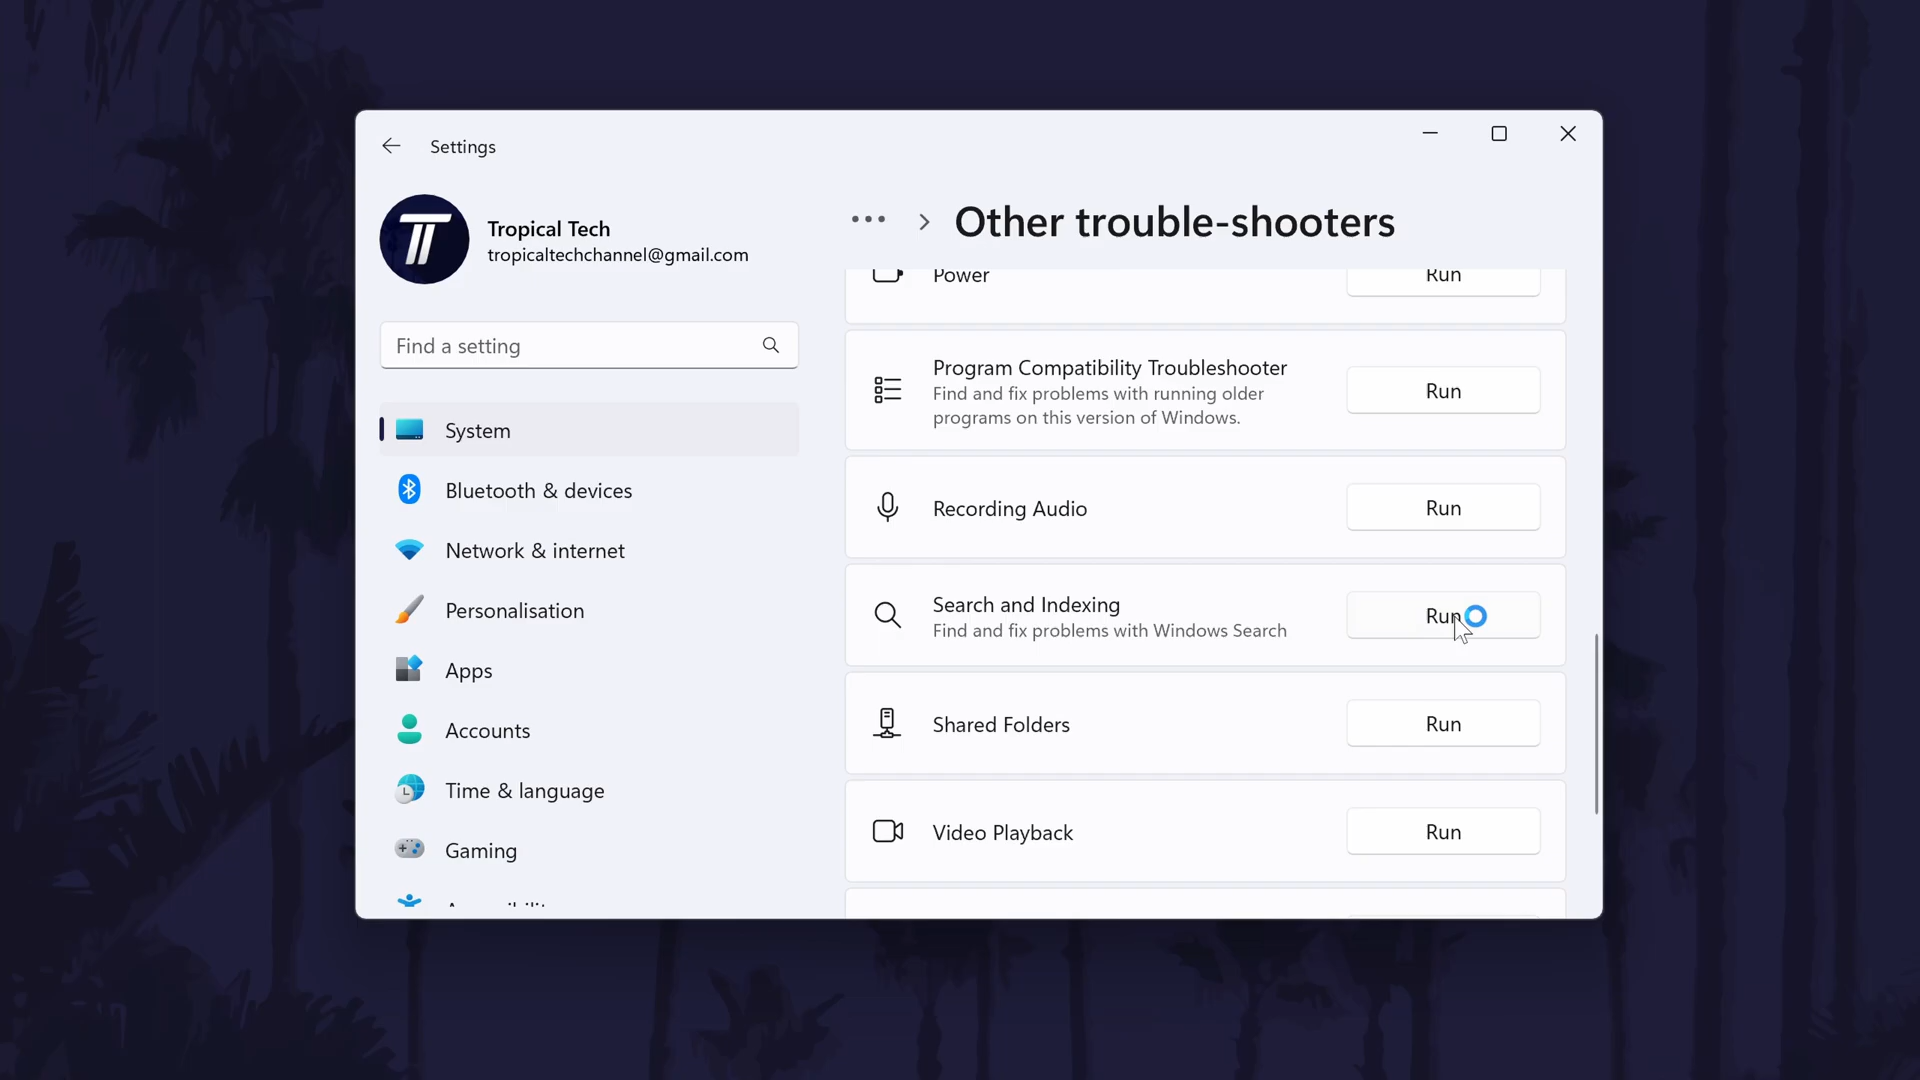 Settings
Tropical Tech
tropicaltechchannel@gmail.com
Find a setting
System
Bluetooth & devices
Network & internet
Personalisation
Apps
Accounts
Time & language
Gaming
Accessibility
... > Other trouble-shooters
Power
Run
Program Compatibility Troubleshooter
Find and fix problems with running older
programs on this version of Windows.
Run
Recording Audio
Run
Search and Indexing
Find and fix problems with Windows Search
Run
Shared Folders
Run
Video Playback
Run